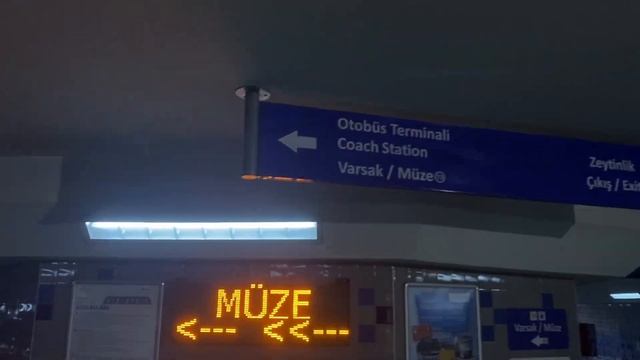 Otobüs Terminali
Coach Station
Varsak / Müze
Zeytinlik
Çıkış / Exit
MÜZE
<--- <<---
Varsak / Müze